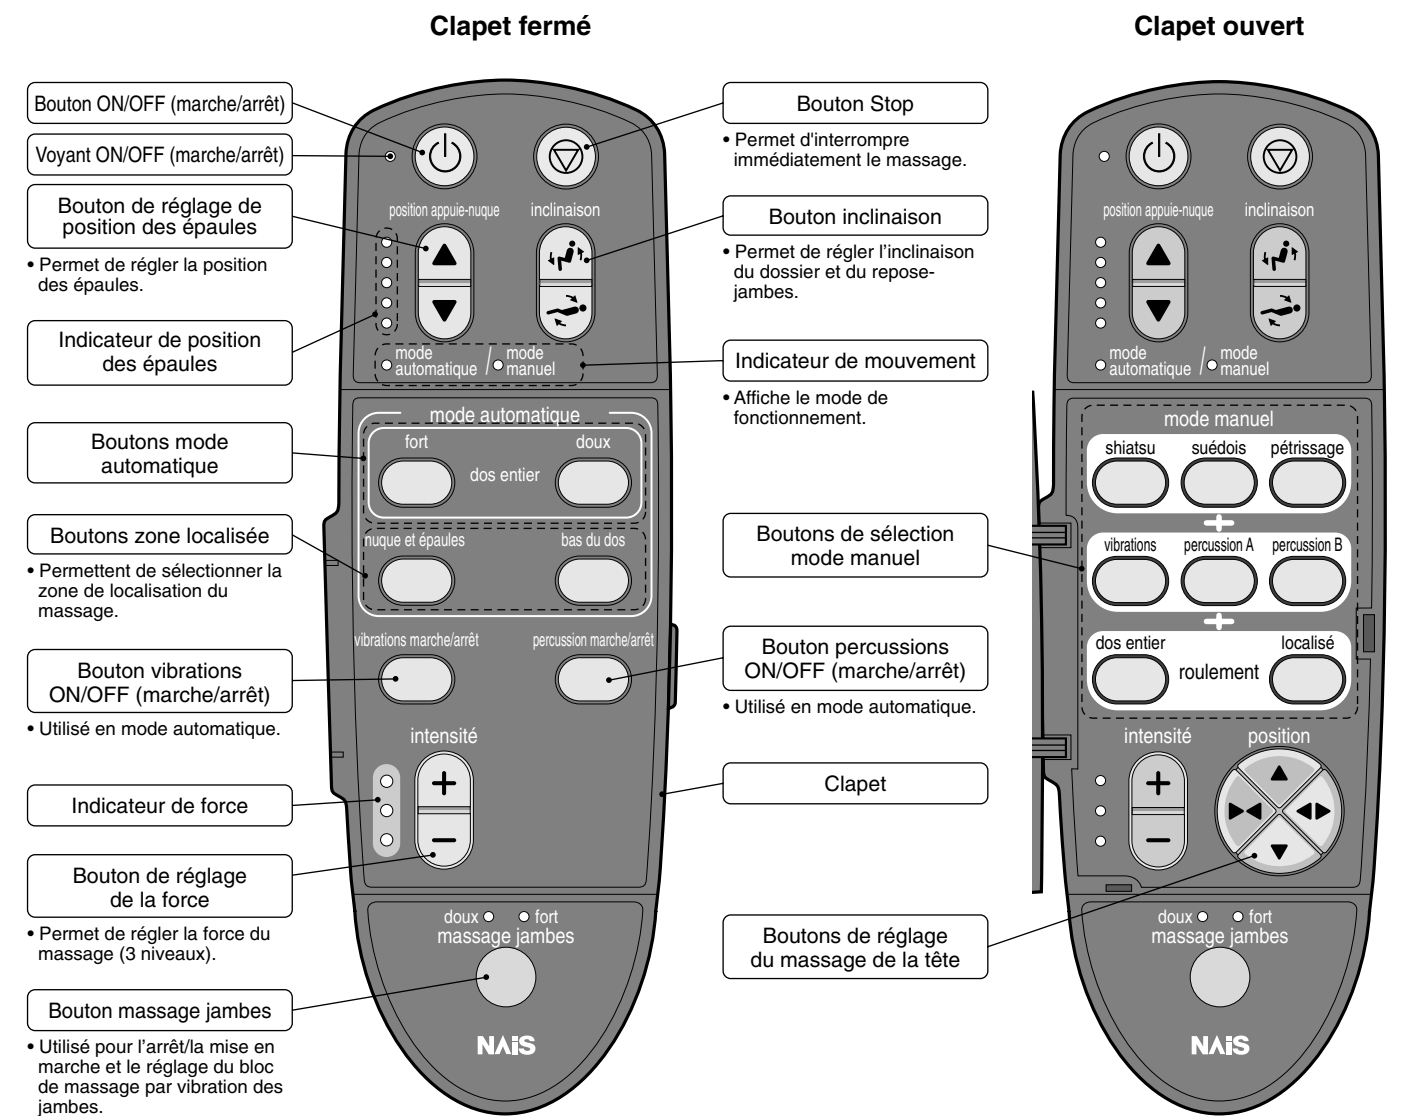 Clapet fermé
Clapet ouvert
Bouton ON/OFF (marche/arrêt)
Voyant ON/OFF (marche/arrêt)
Bouton de réglage de
position des épaules
• Permet de régler la position
des épaules.
Indicateur de position
des épaules
Boutons mode
automatique
Boutons zone localisée
• Permettent de sélectionner la
zone de localisation du
massage.
Bouton vibrations
ON/OFF (marche/arrêt)
• Utilisé en mode automatique.
Indicateur de force
Bouton de réglage
de la force
• Permet de régler la force du
massage (3 niveaux).
Bouton massage jambes
• Utilisé pour l'arrêt/la mise en
marche et le réglage du bloc
de massage par vibration des
jambes.
position appuie-nuque inclinaison
mode
automatique / mode
manuel
mode automatique
fort doux
dos entier
nuque et épaules bas du dos
vibrations marche/arrêt percussion marche/arrêt
intensité
doux fort
massage jambes
NAiS
Bouton Stop
• Permet d'interrompre
immédiatement le massage.
Bouton inclinaison
• Permet de régler l'inclinaison
du dossier et du repose-
jambes.
Indicateur de mouvement
• Affiche le mode de
fonctionnement.
Boutons de sélection
mode manuel
Bouton percussions
ON/OFF (marche/arrêt)
• Utilisé en mode automatique.
Clapet
Boutons de réglage
du massage de la tête
position appuie-nuque inclinaison
mode
automatique / mode
manuel
mode manuel
shiatsu suédois pétrissage
vibrations percussion A percussion B
dos entier localisé
roulement
intensité position
doux fort
massage jambes
NAiS